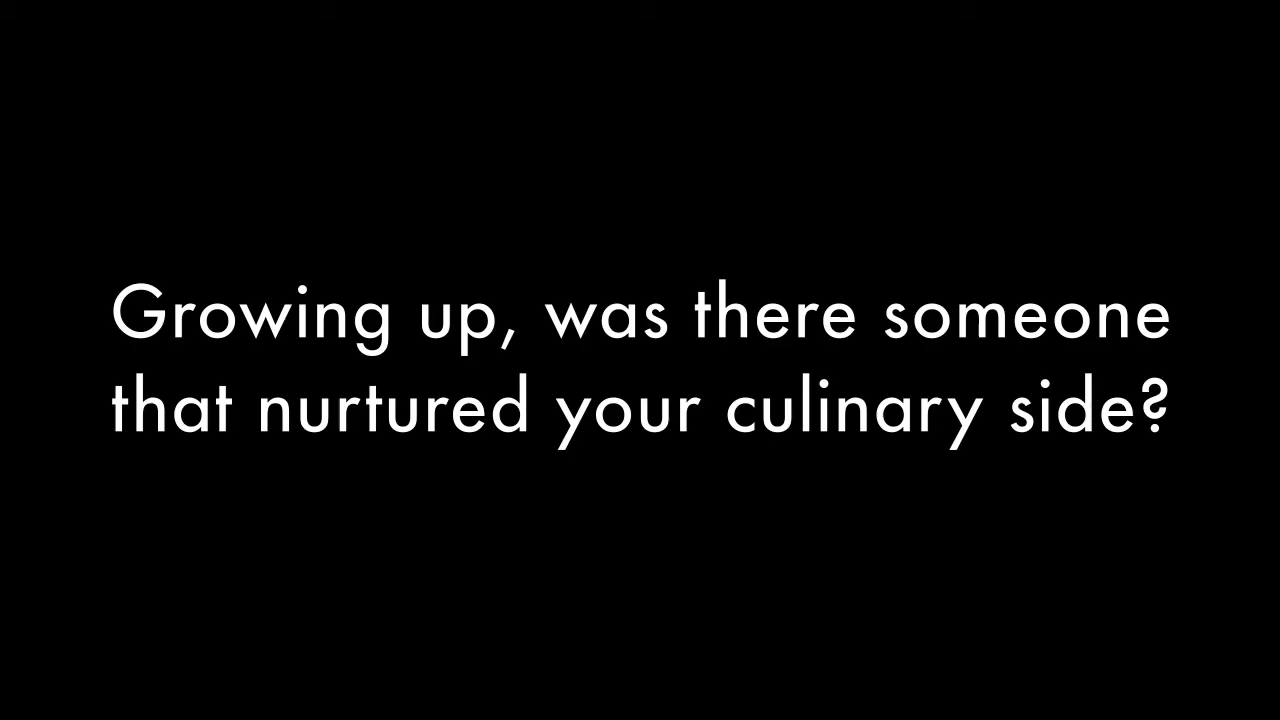 Growing up, was there someone
that nurtured your culinary side?